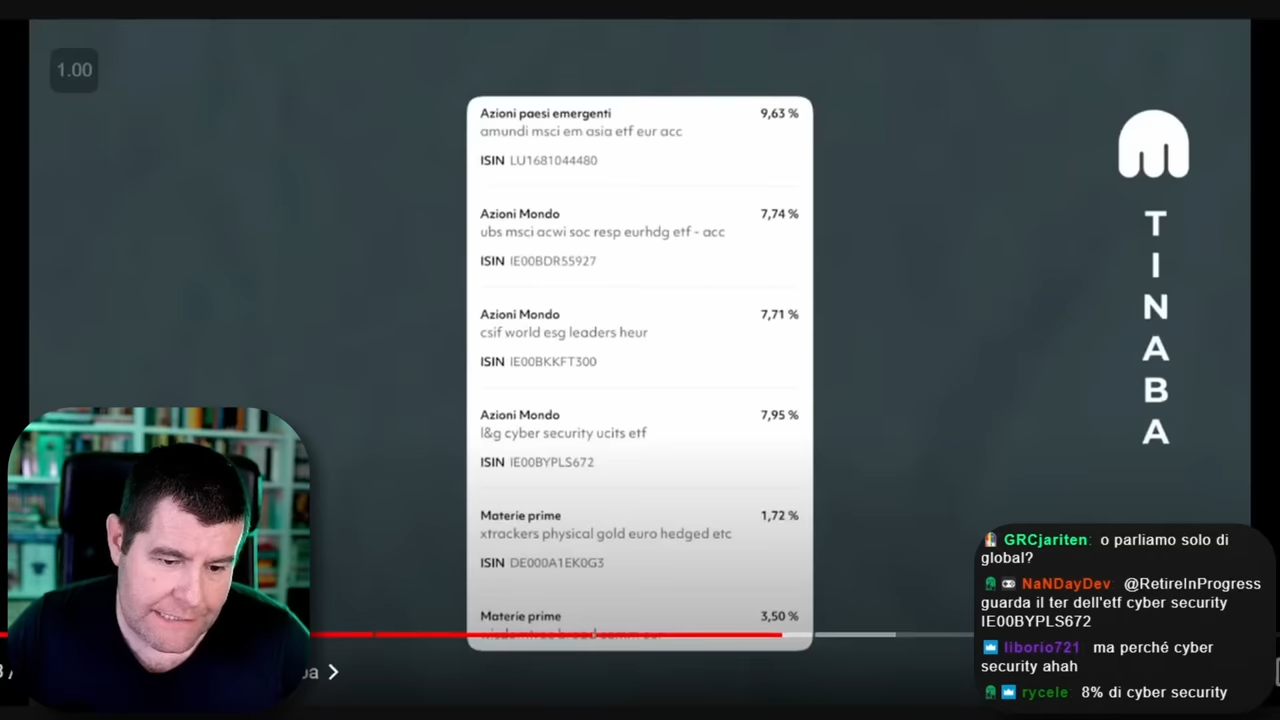 1.00
Azioni paesi emergenti 9,63 %
amundi msci em asia etf eur acc
ISIN LU1681044480
Azioni Mondo 7,74 %
ubs msci acwi soc resp eurhdg etf - acc
ISIN IE00BDR55927
Azioni Mondo 7,71 %
csif world esg leaders heur
ISIN IE00BKKFT300
Azioni Mondo 7,95 %
l&g cyber security ucits etf
ISIN IE00BYPLS672
Materie prime 1,72 %
xtrackers physical gold euro hedged etc
ISIN DE000A1EK0G3
Materie prime 3,50 %
TINABA
GRCjariten: o parliamo solo di
global?
NaNDayDev: @RetireInProgress
guarda il ter dell'etf cyber security
IE00BYPLS672
liborio721: ma perché cyber
security ahah
rycele: 8% di cyber security